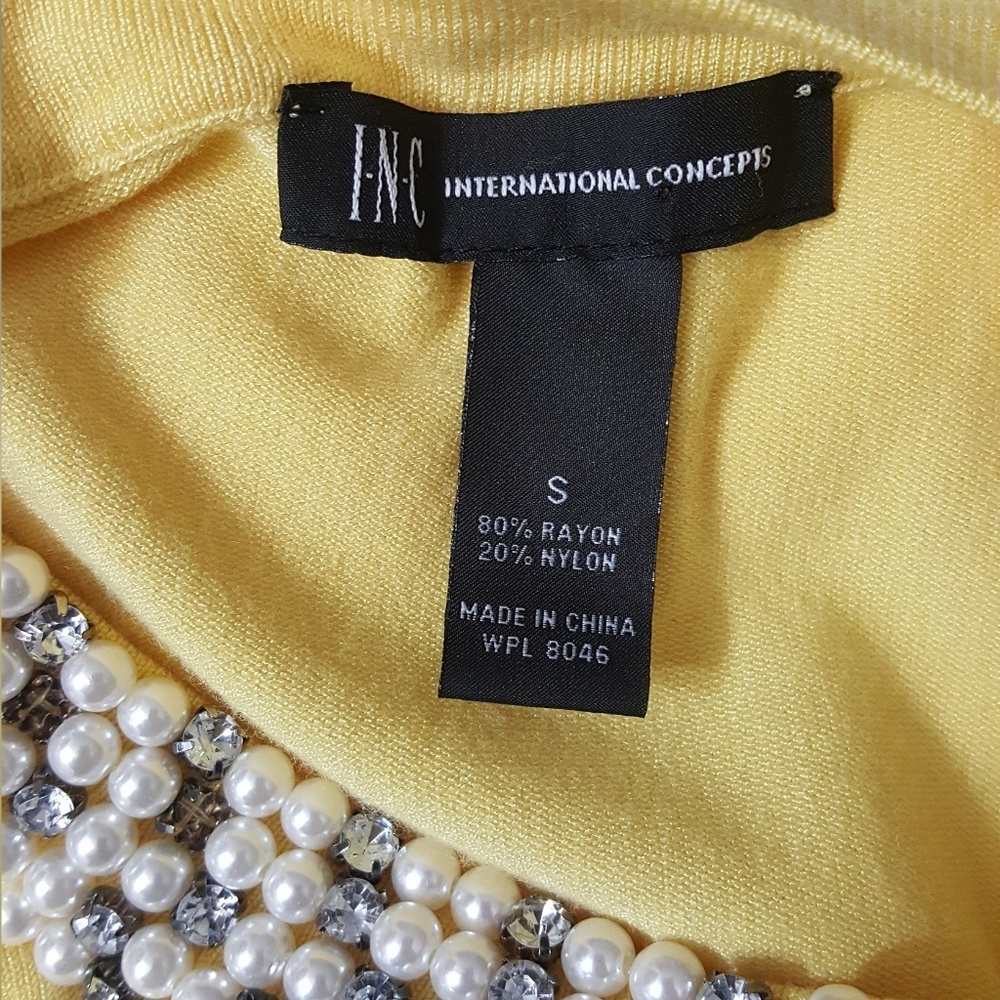 I·N·C INTERNATIONAL CONCEPTS
S
80% RAYON
20% NYLON
MADE IN CHINA
WPL 8046